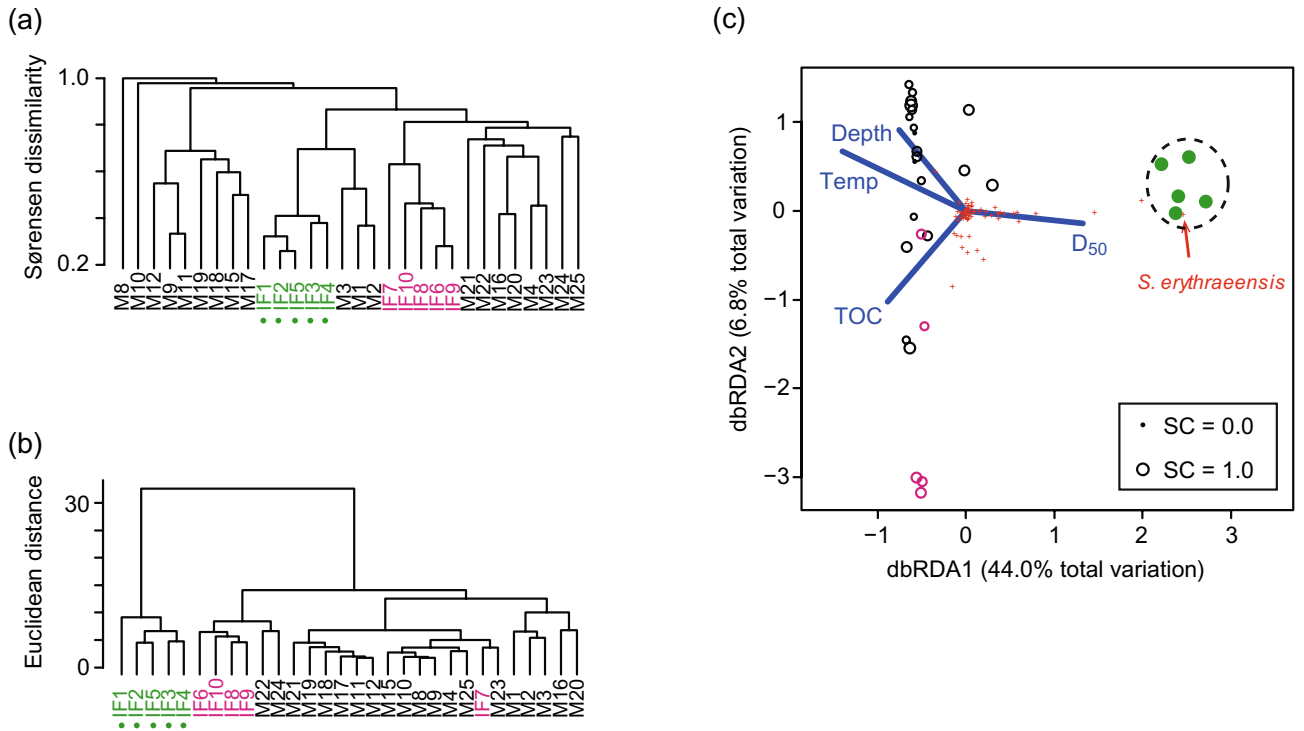 (a)
Sørensen dissimilarity
1.0
0.2
M8 M10 M12 M9 M11 M19 M18 M15 M17 IF1 IF2 IF5 IF3 IF4 M3 M1 M2 IF7 IF10 IF8 IF6 IF9 M21 M22 M16 M20 M4 M23 M24 M25
(b)
Euclidean distance
30
0
IF1 IF2 IF5 IF3 IF4 IF6 IF10 IF8 IF9 M22 M24 M21 M19 M18 M17 M11 M12 M15 M10 M8 M9 M4 M25 IF7 M23 M1 M2 M3 M16 M20
(c)
dbRDA2 (6.8% total variation)
1
0
−1
−2
−3
Depth
Temp
D50
TOC
S. erythraeensis
SC = 0.0
SC = 1.0
−1 0 1 2 3
dbRDA1 (44.0% total variation)